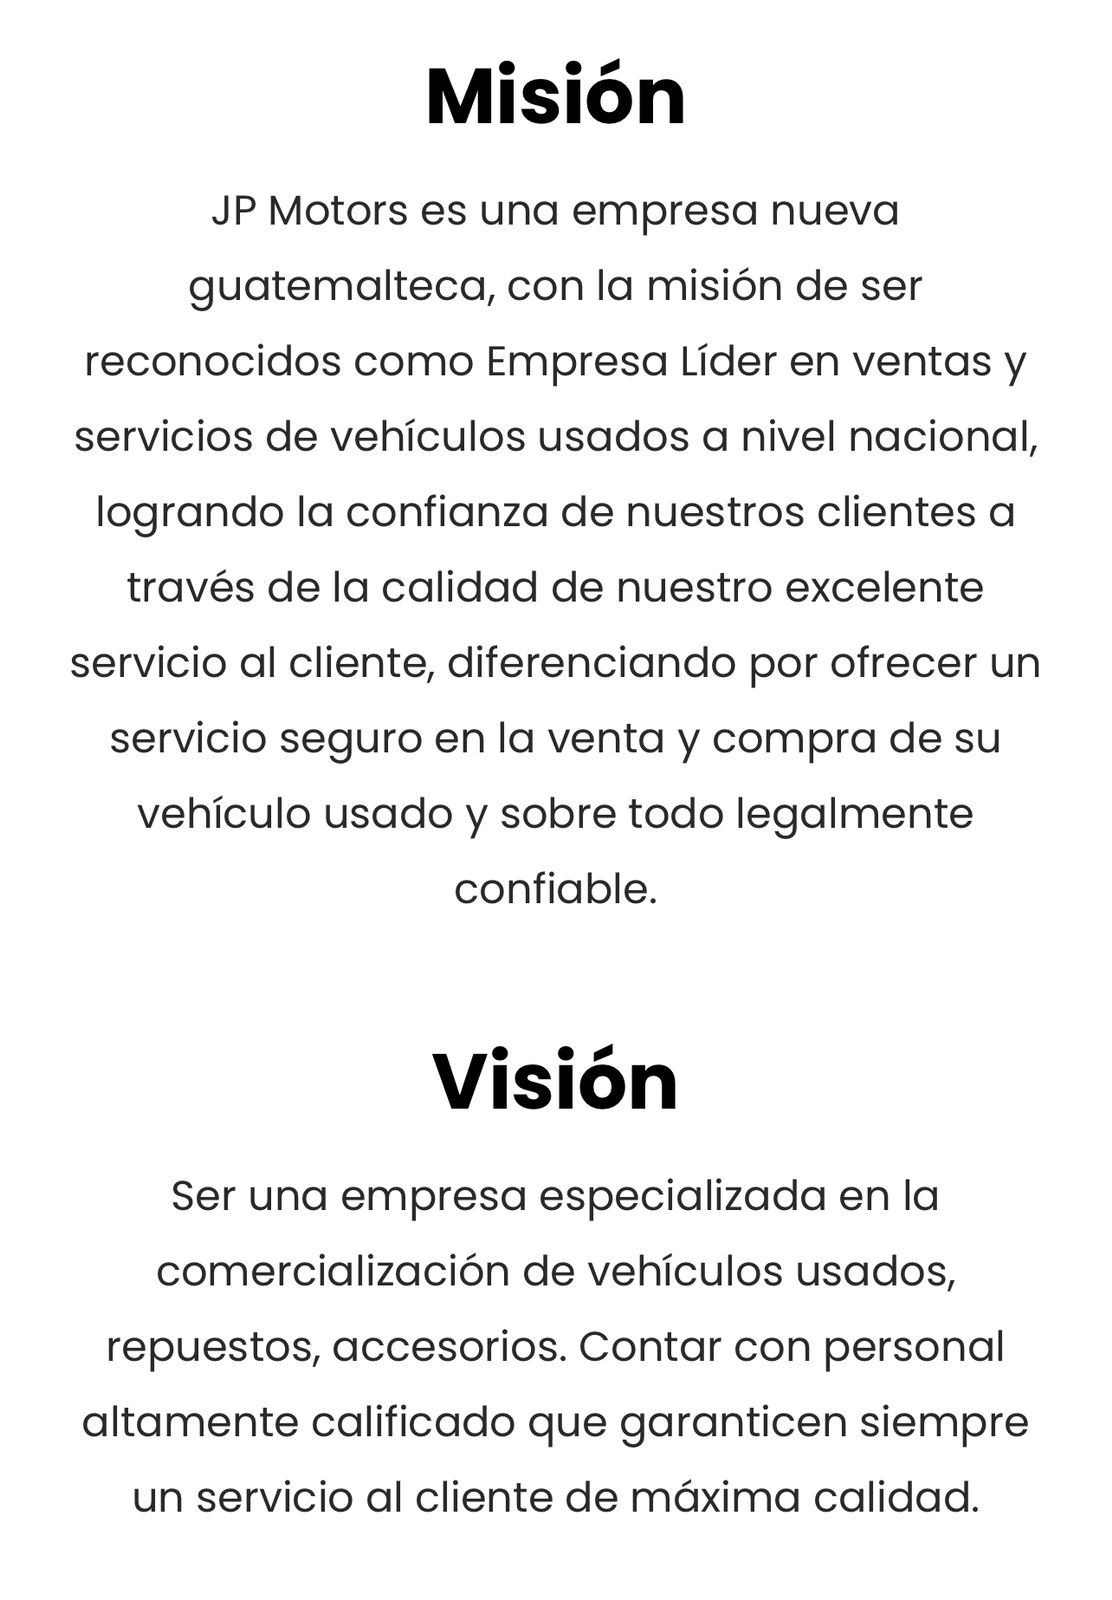 Misión
JP Motors es una empresa nueva
guatemalteca, con la misión de ser
reconocidos como Empresa Líder en ventas y
servicios de vehículos usados a nivel nacional,
logrando la confianza de nuestros clientes a
través de la calidad de nuestro excelente
servicio al cliente, diferenciando por ofrecer un
servicio seguro en la venta y compra de su
vehículo usado y sobre todo legalmente
confiable.
Visión
Ser una empresa especializada en la
comercialización de vehículos usados,
repuestos, accesorios. Contar con personal
altamente calificado que garanticen siempre
un servicio al cliente de máxima calidad.